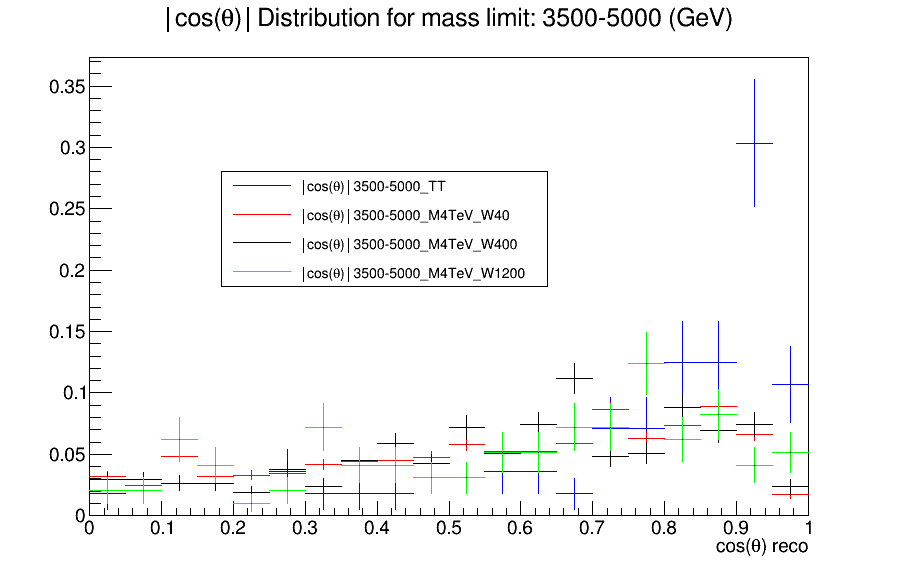 |cos(θ)| Distribution for mass limit: 3500-5000 (GeV)
0.35
0.3
0.25
0.2
0.15
0.1
0.05
0
|cos(θ)| 3500-5000_TT
|cos(θ)| 3500-5000_M4TeV_W40
|cos(θ)| 3500-5000_M4TeV_W400
|cos(θ)| 3500-5000_M4TeV_W1200
0 0.1 0.2 0.3 0.4 0.5 0.6 0.7 0.8 0.9 1
cos(θ) reco